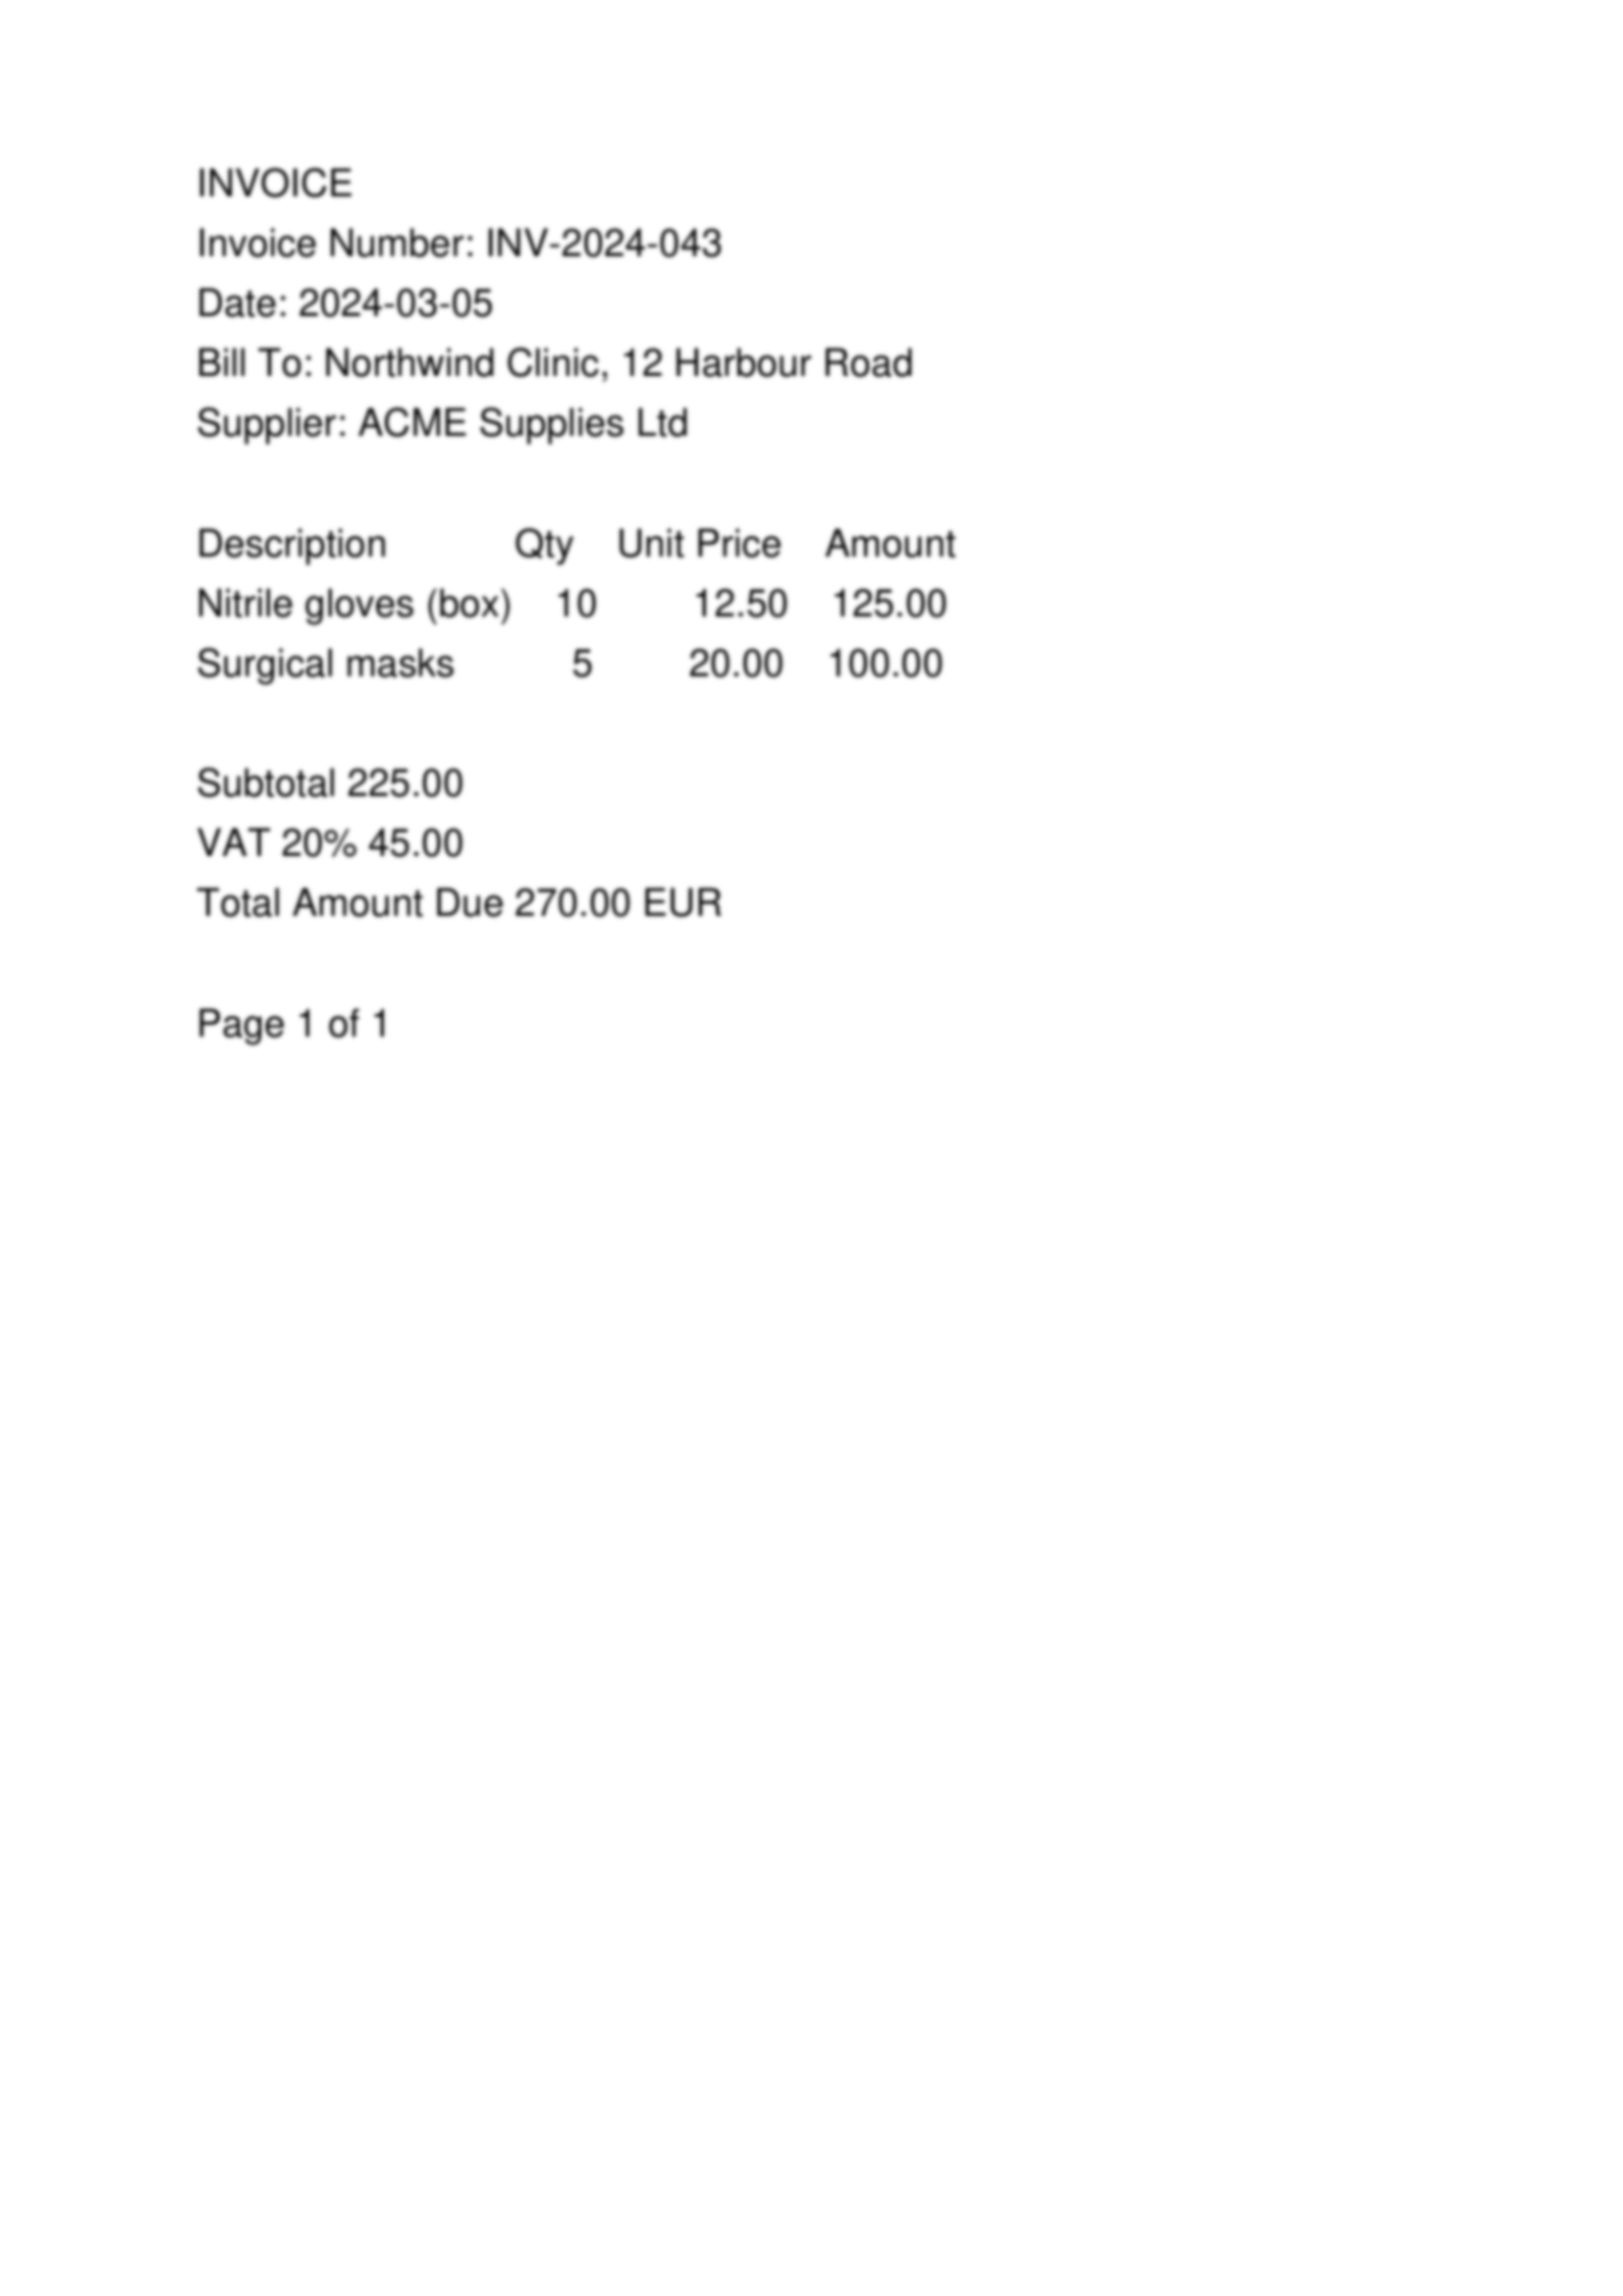 INVOICE
Invoice Number: INV-2024-043
Date: 2024-03-05
Bill To: Northwind Clinic, 12 Harbour Road
Supplier: ACME Supplies Ltd
Description Qty Unit Price Amount
Nitrile gloves (box) 10 12.50 125.00
Surgical masks 5 20.00 100.00
Subtotal 225.00
VAT 20% 45.00
Total Amount Due 270.00 EUR
Page 1 of 1